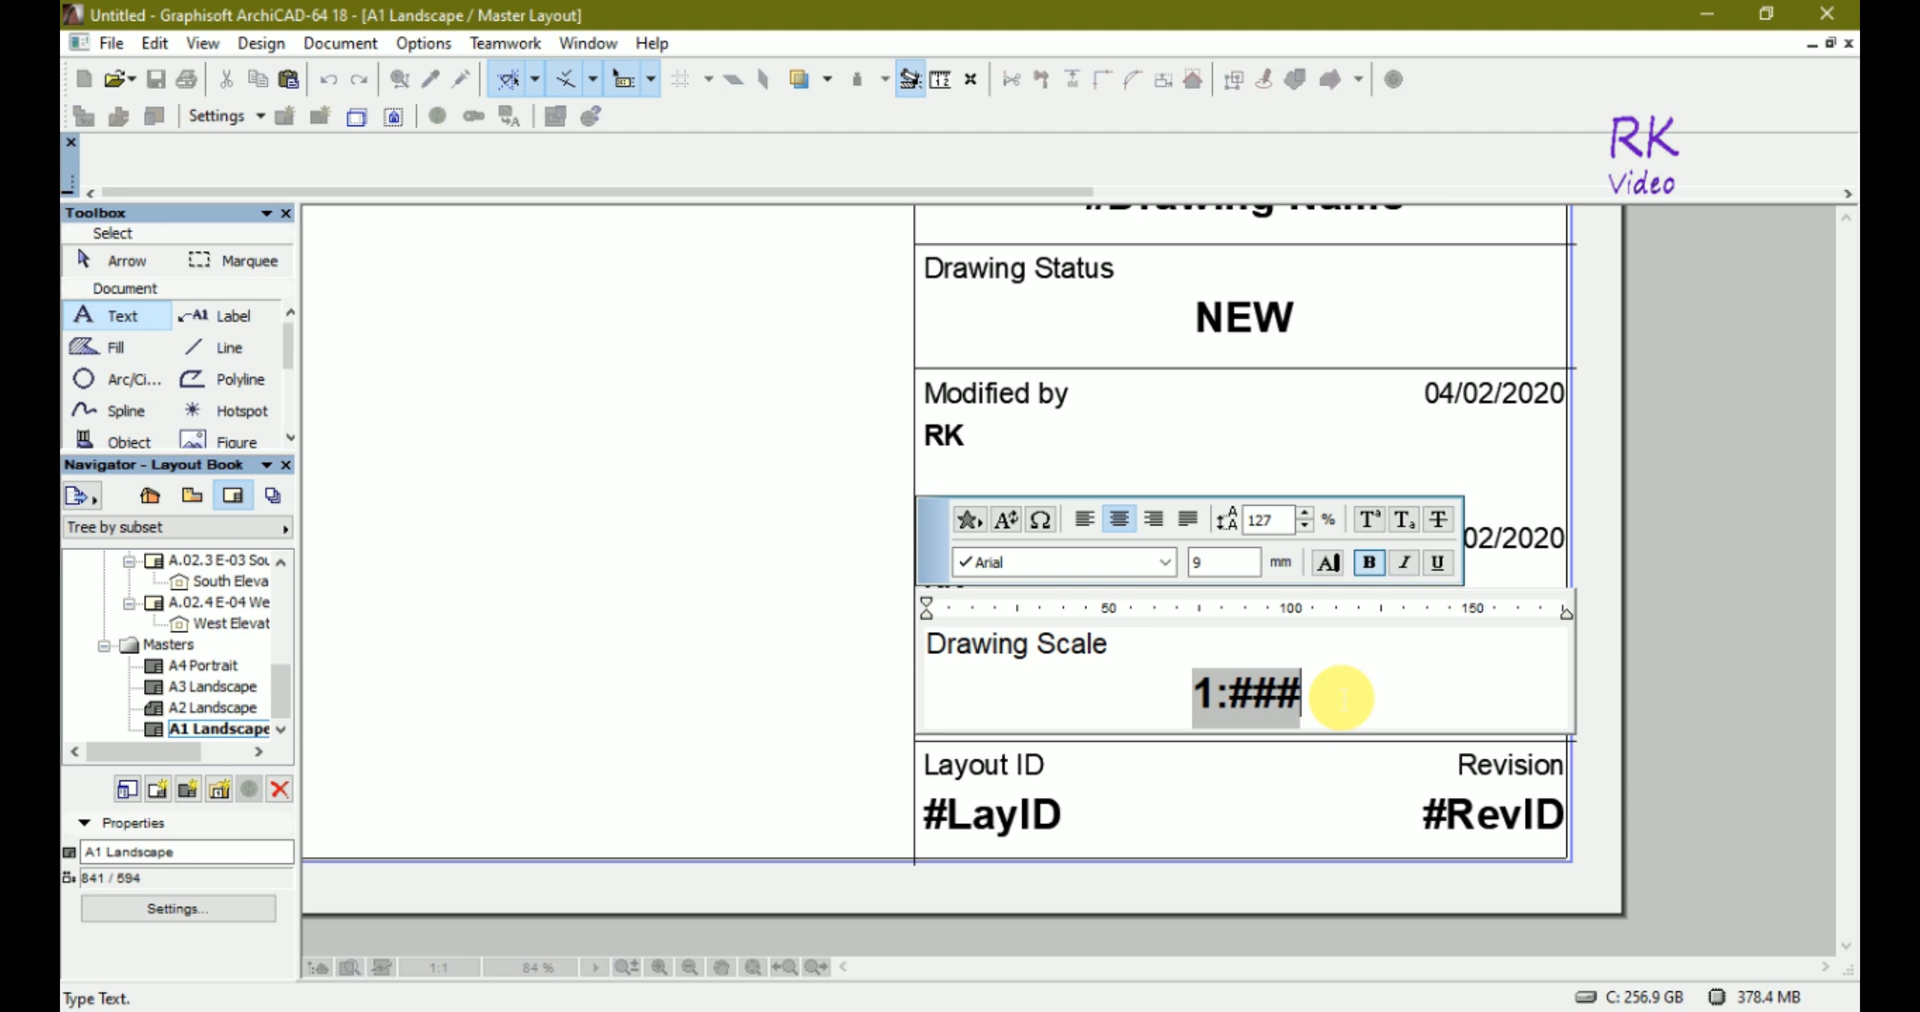 Untitled - Graphisoft ArchiCAD-64 18 - [A1 Landscape / Master Layout]
File Edit View Design Document Options Teamwork Window Help
Settings
RK
Video
Toolbox
Select
Arrow Marquee
Document
A Text A1 Label
Fill Line
Arc/Ci... Polyline
Spline Hotspot
Object Figure
Navigator - Layout Book
Tree by subset
A.02.3 E-03 Sou
South Eleva
A.02.4 E-04 We
West Elevat
Masters
A4 Portrait
A3 Landscape
A2 Landscape
A1 Landscape
Properties
A1 Landscape
841 / 594
Settings...
#Drawing Name
Drawing Status
NEW
Modified by 04/02/2020
RK
127 %
02/2020
Arial 9 mm B I U
50 100 150
Drawing Scale
1:###
Layout ID Revision
#LayID #RevID
1:1 84 %
Type Text. C: 256.9 GB 378.4 MB